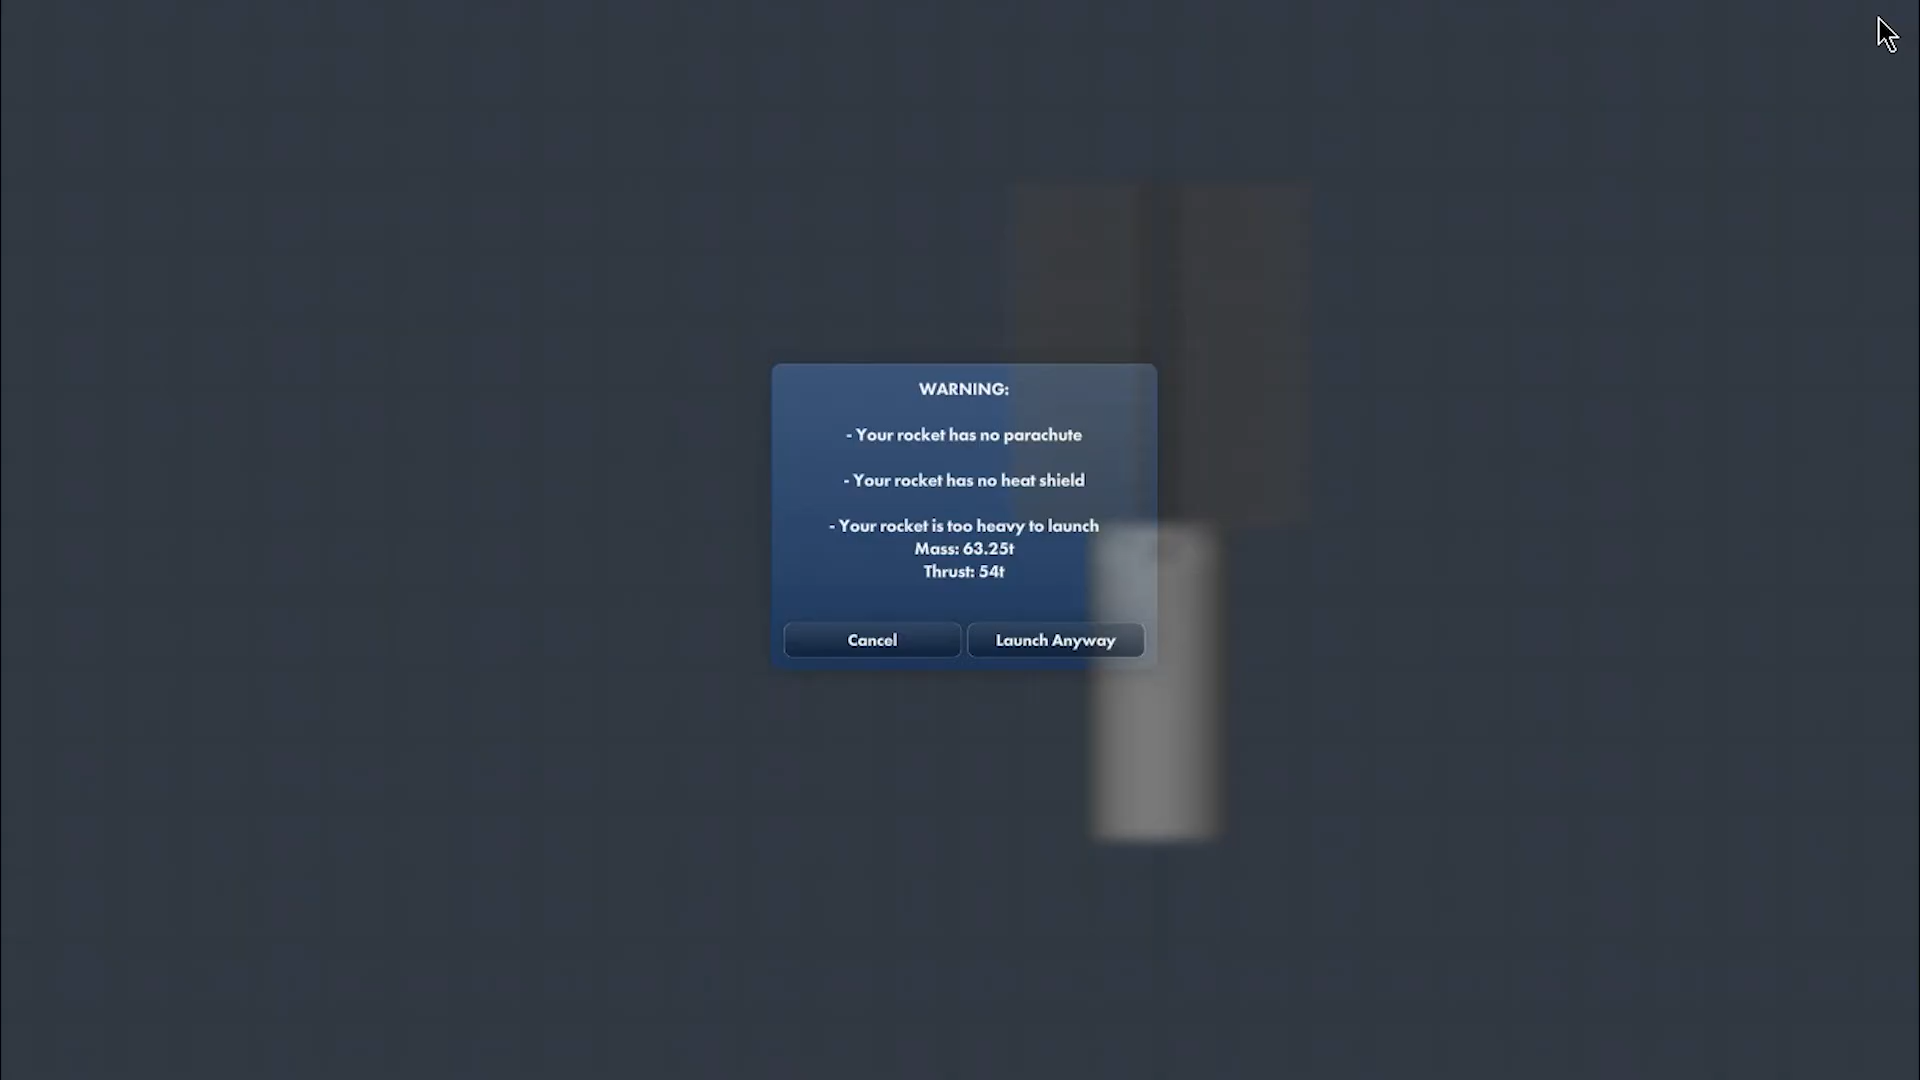 WARNING:
- Your rocket has no parachute
- Your rocket has no heat shield
- Your rocket is too heavy to launch
Mass: 63.25t
Thrust: 54t
Cancel
Launch Anyway